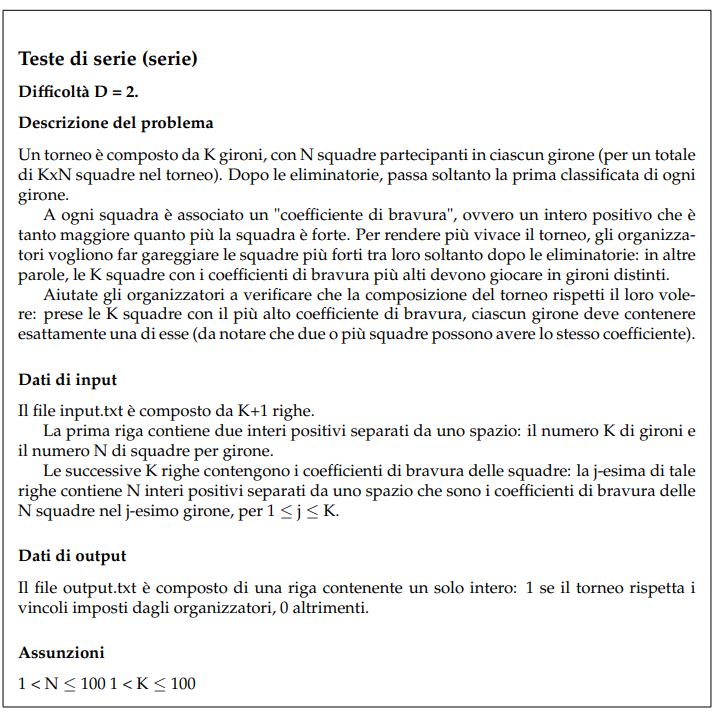 Teste di serie (serie)
Difficoltà D = 2.
Descrizione del problema
Un torneo è composto da K gironi, con N squadre partecipanti in ciascun girone (per un totale
di KxN squadre nel torneo). Dopo le eliminatorie, passa soltanto la prima classificata di ogni
girone.
A ogni squadra è associato un "coefficiente di bravura", ovvero un intero positivo che è
tanto maggiore quanto più la squadra è forte. Per rendere più vivace il torneo, gli organizza-
tori vogliono far gareggiare le squadre più forti tra loro soltanto dopo le eliminatorie: in altre
parole, le K squadre con i coefficienti di bravura più alti devono giocare in gironi distinti.
Aiutate gli organizzatori a verificare che la composizione del torneo rispetti il loro vole-
re: prese le K squadre con il più alto coefficiente di bravura, ciascun girone deve contenere
esattamente una di esse (da notare che due o più squadre possono avere lo stesso coefficiente).
Dati di input
Il file input.txt è composto da K+1 righe.
La prima riga contiene due interi positivi separati da uno spazio: il numero K di gironi e
il numero N di squadre per girone.
Le successive K righe contengono i coefficienti di bravura delle squadre: la j-esima di tale
righe contiene N interi positivi separati da uno spazio che sono i coefficienti di bravura delle
N squadre nel j-esimo girone, per 1 ≤ j ≤ K.
Dati di output
Il file output.txt è composto di una riga contenente un solo intero: 1 se il torneo rispetta i
vincoli imposti dagli organizzatori, 0 altrimenti.
Assunzioni
1 < N ≤ 100 1 < K ≤ 100